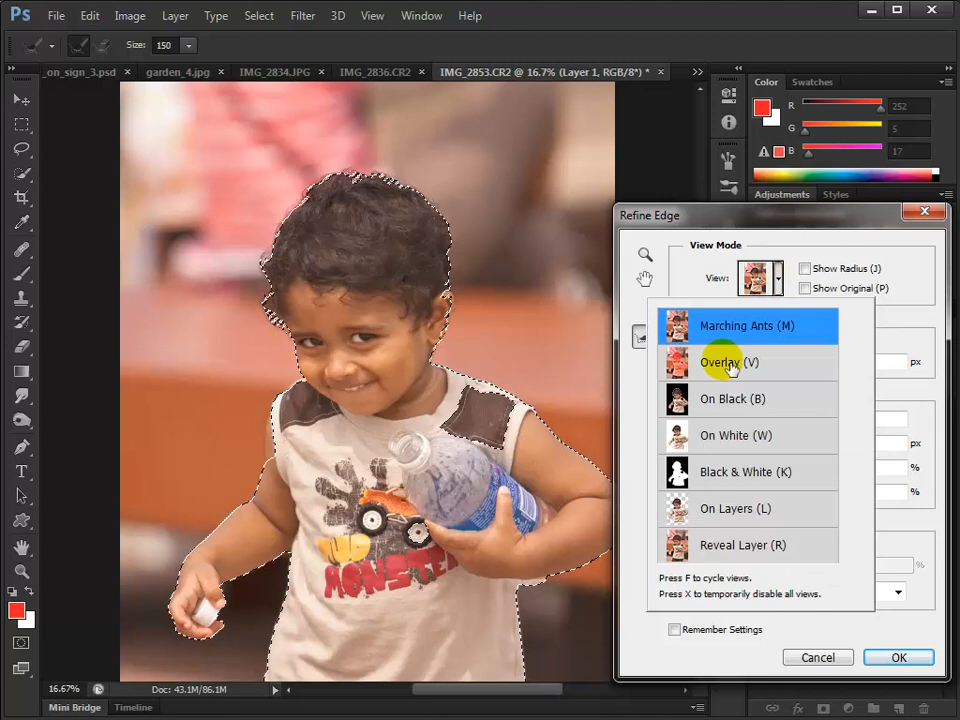 Ps File Edit Image Layer Type Select Filter 3D View Window Help
Size: 150
_on_sign_3.psd × garden_4.jpg × IMG_2834.JPG × IMG_2836.CR2 × IMG_2853.CR2 @ 16.7% (Layer 1, RGB/8*) * ×
Color Swatches
R 252
G 5
B 17
Adjustments Styles
Refine Edge
View Mode
View:
Show Radius (J)
Show Original (P)
Marching Ants (M)
Overlay (V)
px
On Black (B)
On White (W)
px
Black & White (K)
%
%
On Layers (L)
Reveal Layer (R)
%
Press F to cycle views.
Press X to temporarily disable all views.
Remember Settings
Cancel OK
MONSTER
16.67% Doc: 43.1M/86.1M
Mini Bridge Timeline